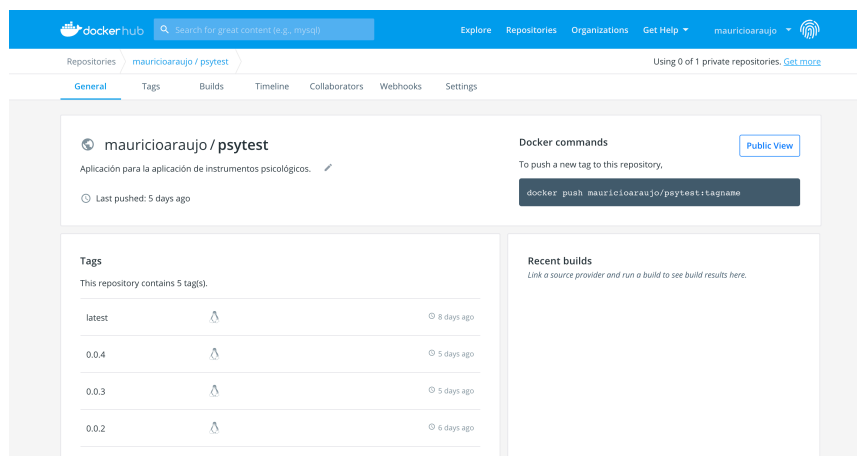 dockerhub
Search for great content (e.g., mysql)
Explore Repositories Organizations Get Help mauricioaraujo
Repositories mauricioaraujo / psytest Using 0 of 1 private repositories. Get more
General Tags Builds Timeline Collaborators Webhooks Settings
mauricioaraujo / psytest
Aplicación para la aplicación de instrumentos psicológicos.
Last pushed: 5 days ago
Docker commands
Public View
To push a new tag to this repository,
docker push mauricioaraujo/psytest:tagname
Tags
This repository contains 5 tag(s).
latest 8 days ago
0.0.4 5 days ago
0.0.3 5 days ago
0.0.2 6 days ago
Recent builds
Link a source provider and run a build to see build results here.